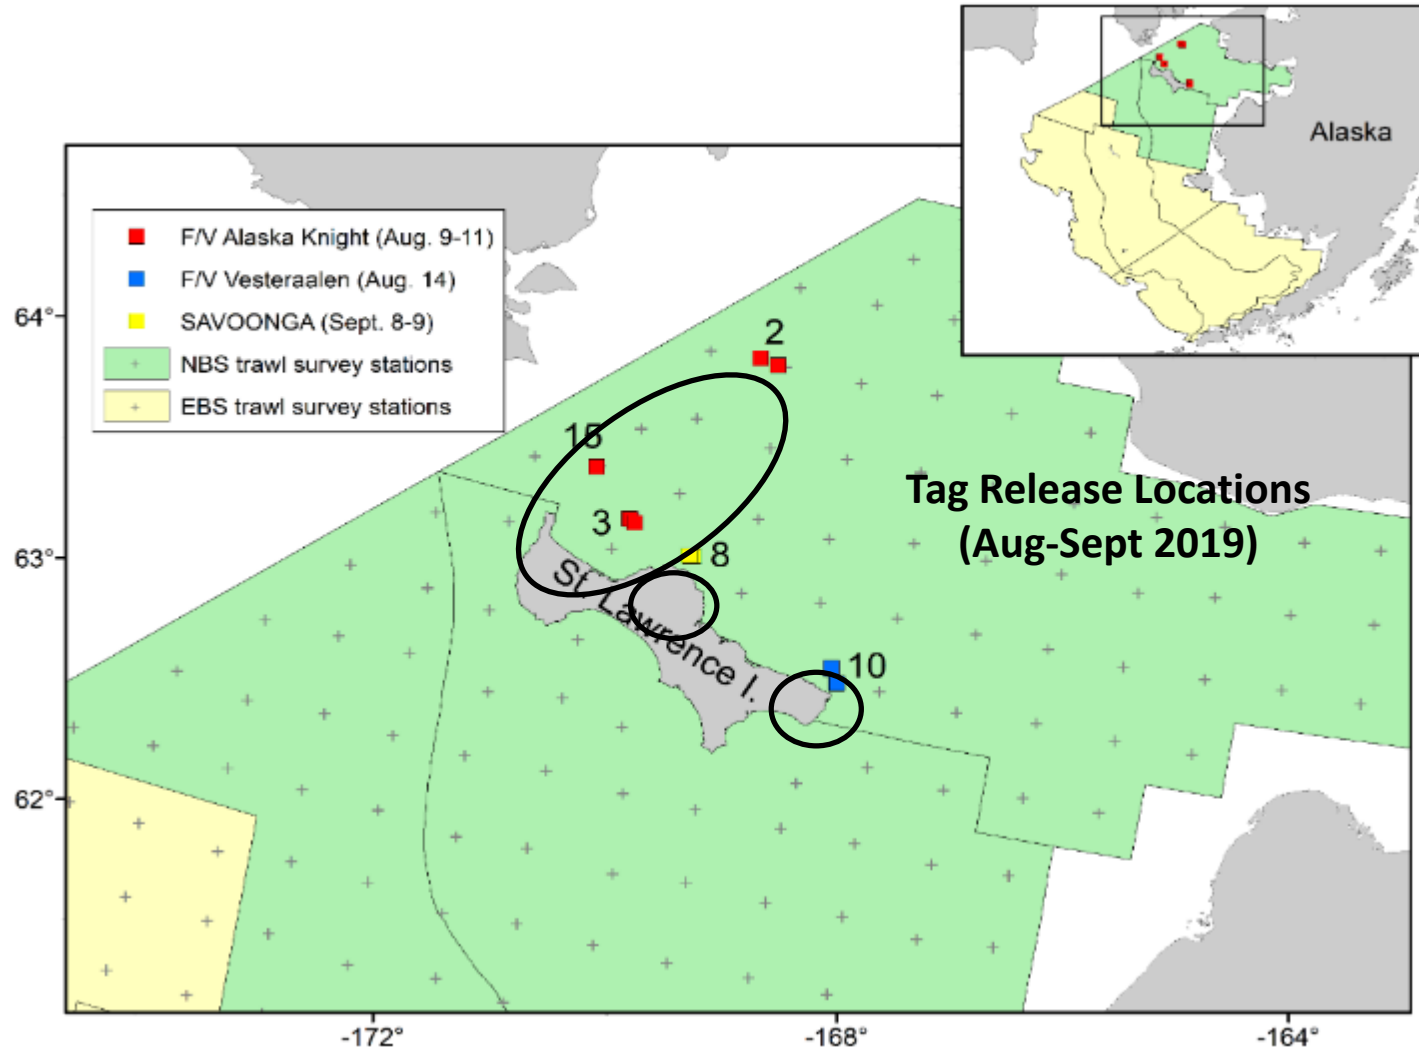 Alaska
F/V Alaska Knight (Aug. 9-11)
F/V Vesteraalen (Aug. 14)
SAVOONGA (Sept. 8-9)
NBS trawl survey stations
EBS trawl survey stations
64°
63°
62°
2
15
3
8
10
Tag Release Locations
(Aug-Sept 2019)
St. Lawrence I.
-172°
-168°
-164°